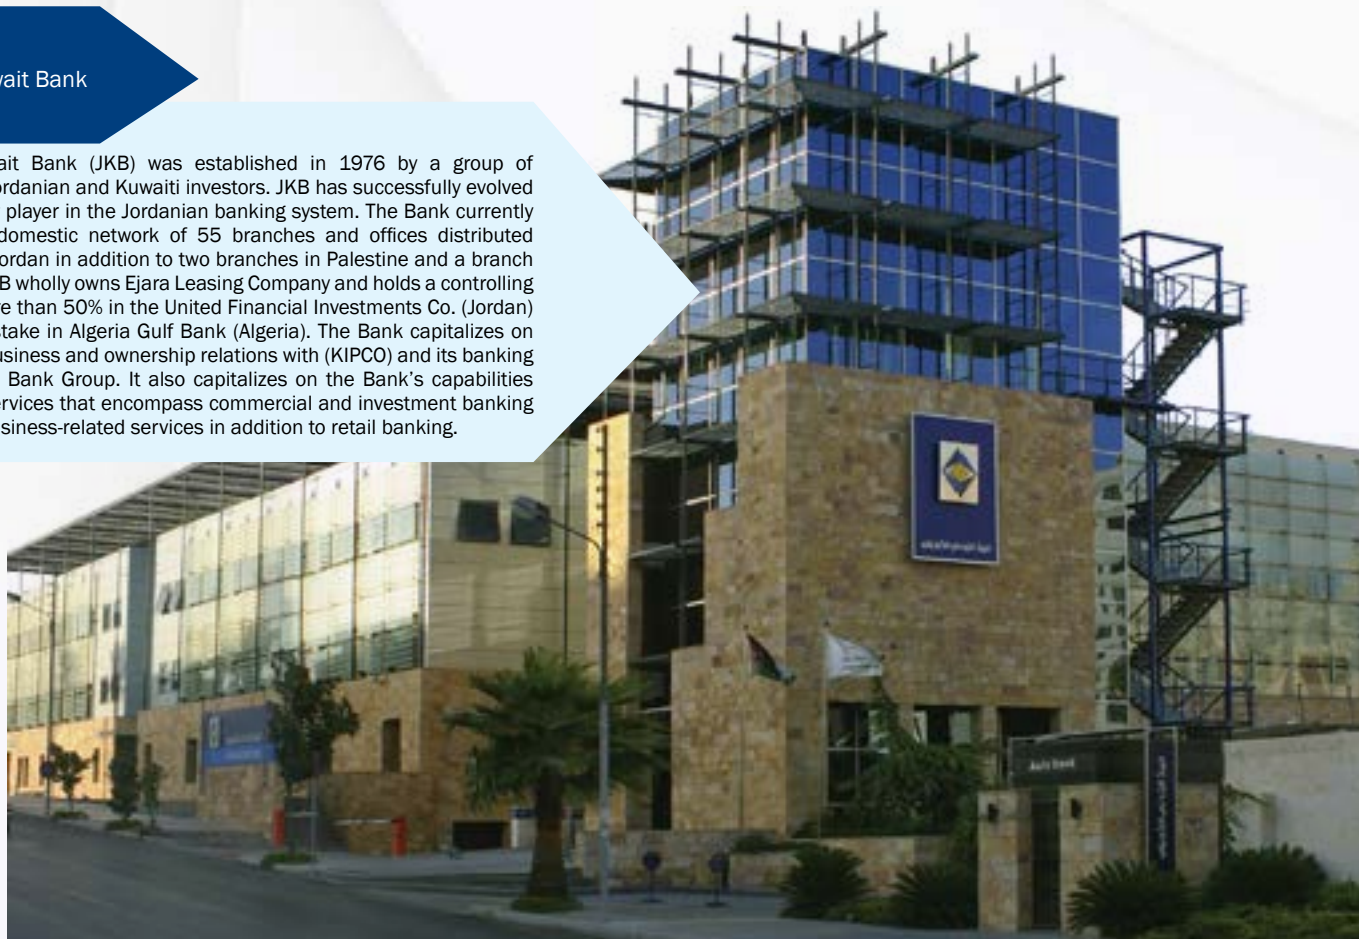 wait Bank
ait Bank (JKB) was established in 1976 by a group of
ordanian and Kuwaiti investors. JKB has successfully evolved
player in the Jordanian banking system. The Bank currently
domestic network of 55 branches and offices distributed
ordan in addition to two branches in Palestine and a branch
B wholly owns Ejara Leasing Company and holds a controlling
re than 50% in the United Financial Investments Co. (Jordan)
stake in Algeria Gulf Bank (Algeria). The Bank capitalizes on
usiness and ownership relations with (KIPCO) and its banking
Bank Group. It also capitalizes on the Bank’s capabilities
ervices that encompass commercial and investment banking
siness-related services in addition to retail banking.